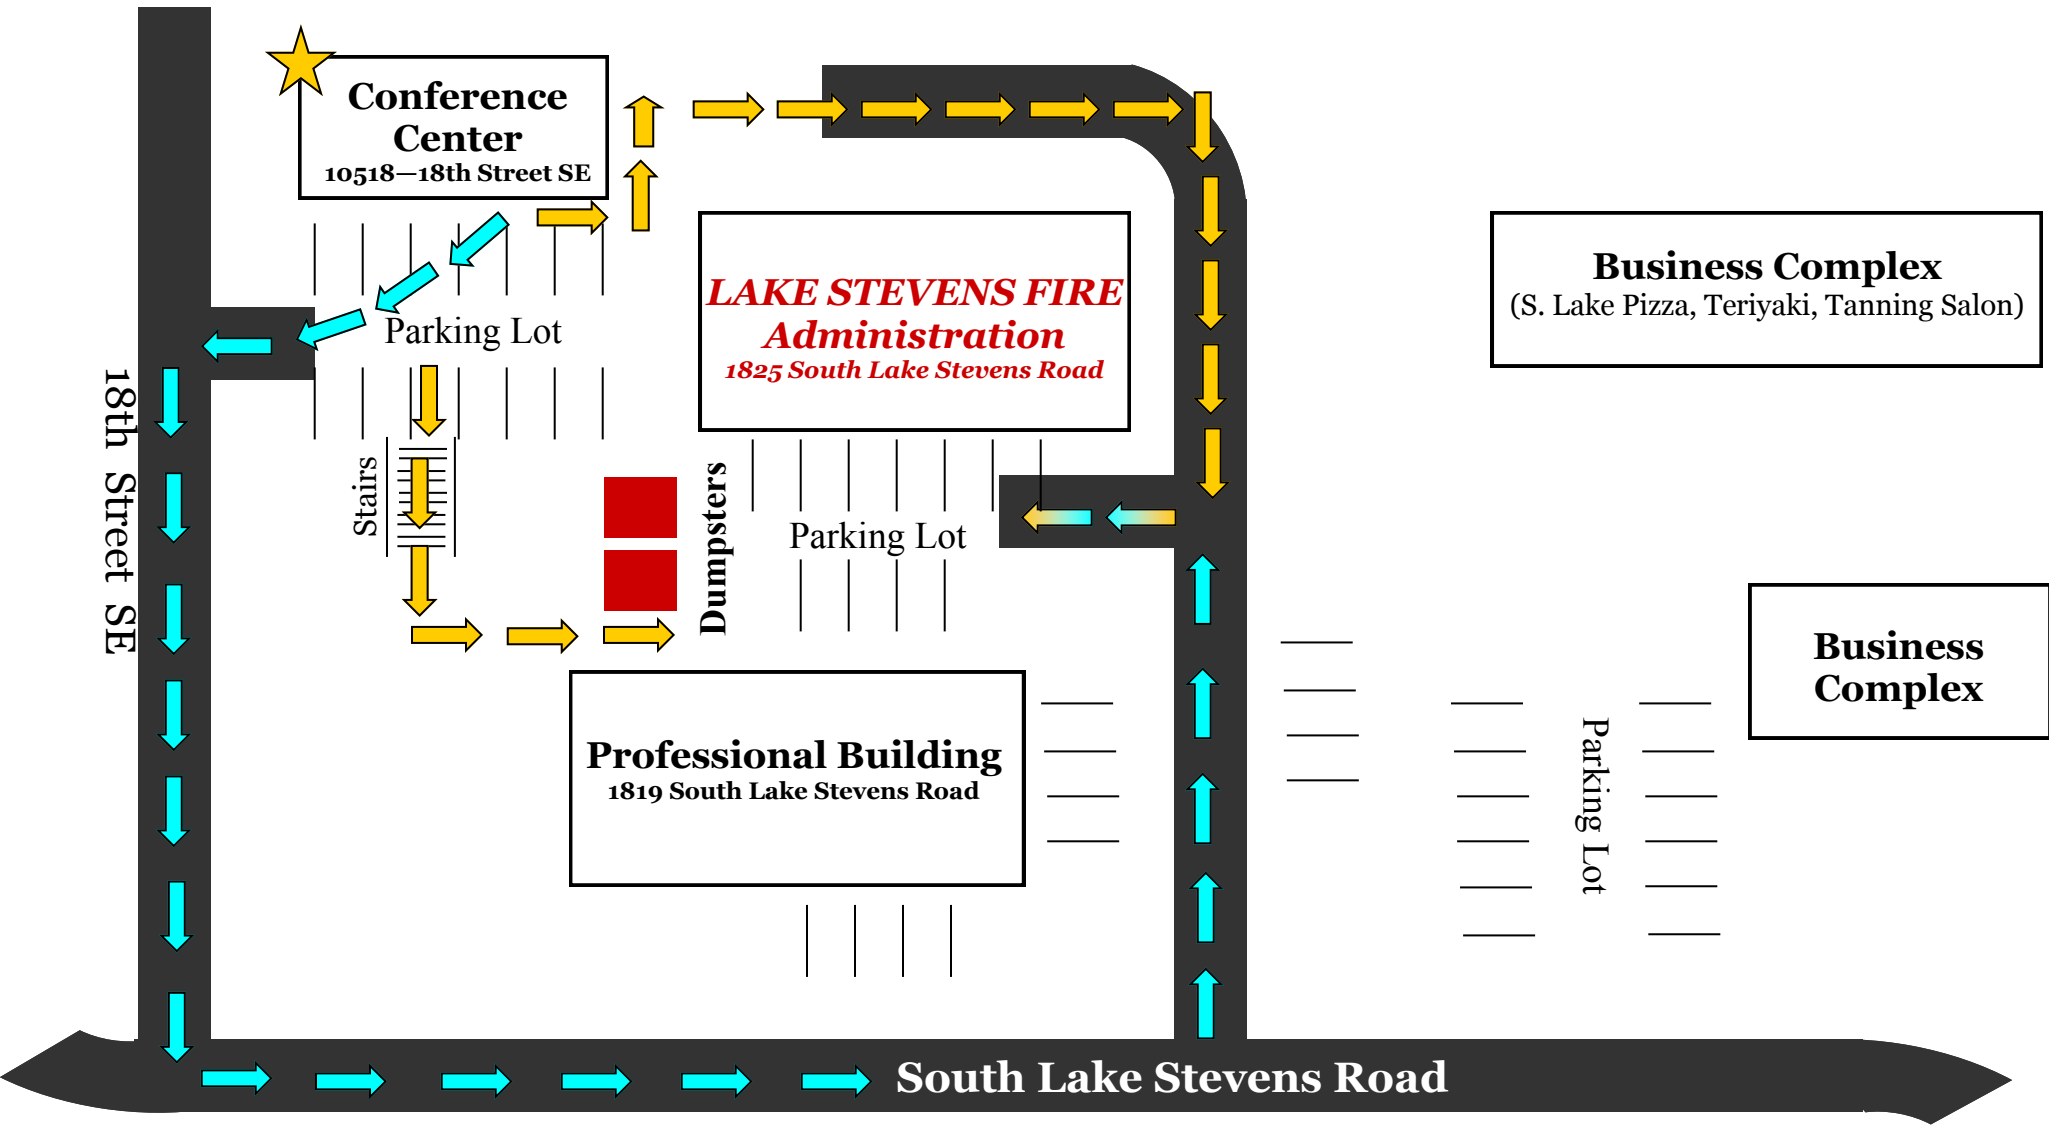 Conference
Center
10518—18th Street SE
LAKE STEVENS FIRE
Administration
1825 South Lake Stevens Road
Business Complex
(S. Lake Pizza, Teriyaki, Tanning Salon)
Parking Lot
18th Street SE
Stairs
Dumpsters
Parking Lot
Business
Complex
Professional Building
1819 South Lake Stevens Road
Parking Lot
South Lake Stevens Road